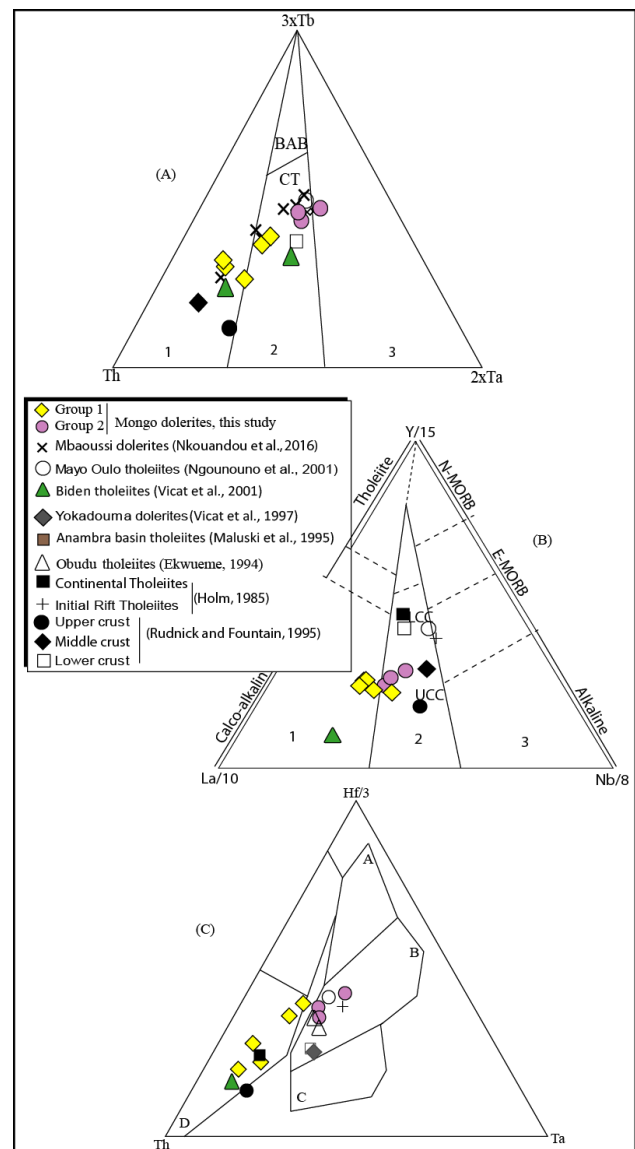 3xTb
BAB
(A)
CT
1
2
3
Th
2xTa
Group 1
Group 2
Mongo dolerites, this study
Mbaoussi dolerites (Nkouandou et al.,2016)
Mayo Oulo tholeiites (Ngounouno et al., 2001)
Biden tholeiites (Vicat et al., 2001)
Yokadouma dolerites (Vicat et al., 1997)
Anambra basin tholeiites (Maluski et al., 1995)
Obudu tholeiites (Ekwueme, 1994)
Continental Tholeiites
Initial Rift Tholeiites
(Holm, 1985)
Upper crust
Middle crust
Lower crust
(Rudnick and Fountain, 1995)
Y/15
Tholeiite
N-MORB
(B)
E-MORB
LCC
UCC
Calco-alkalin
Alkaline
1
2
3
La/10
Nb/8
Hf/3
A
(C)
B
C
D
Th
Ta